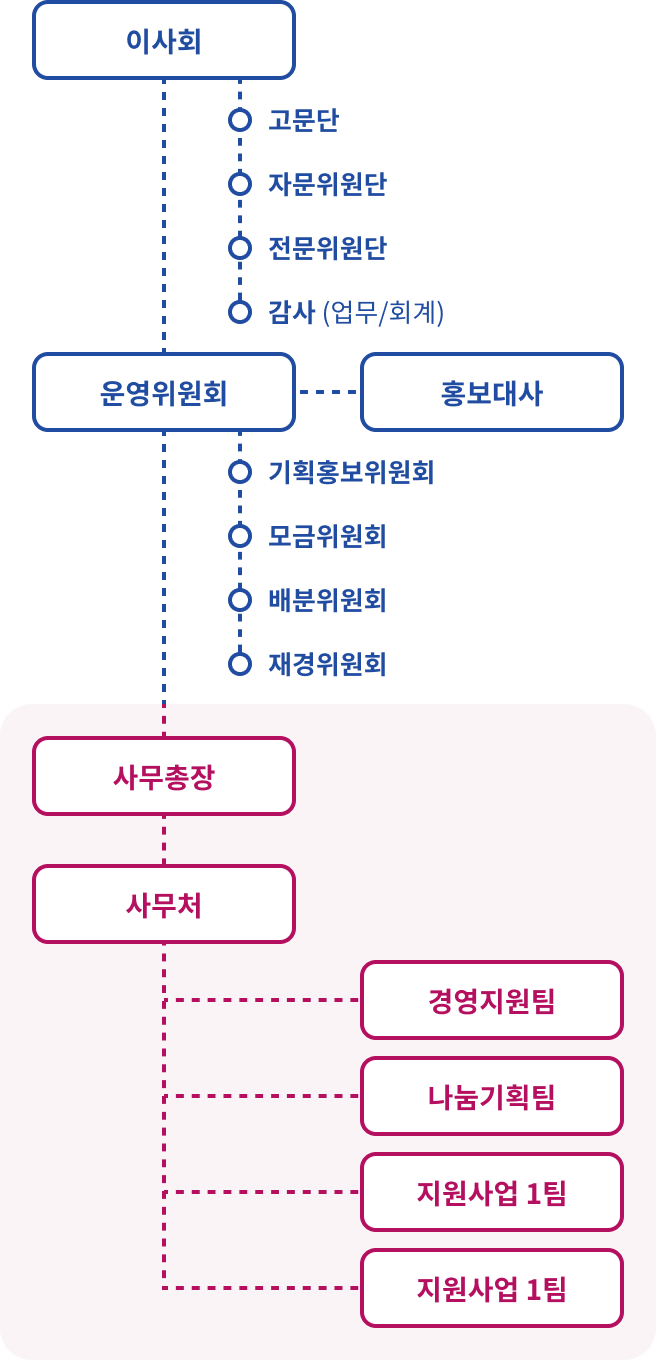 이사회
고문단
자문위원단
전문위원단
감사 (업무/회계)
운영위원회
홍보대사
기획홍보위원회
모금위원회
배분위원회
재경위원회
사무총장
사무처
경영지원팀
나눔기획팀
지원사업 1팀
지원사업 1팀